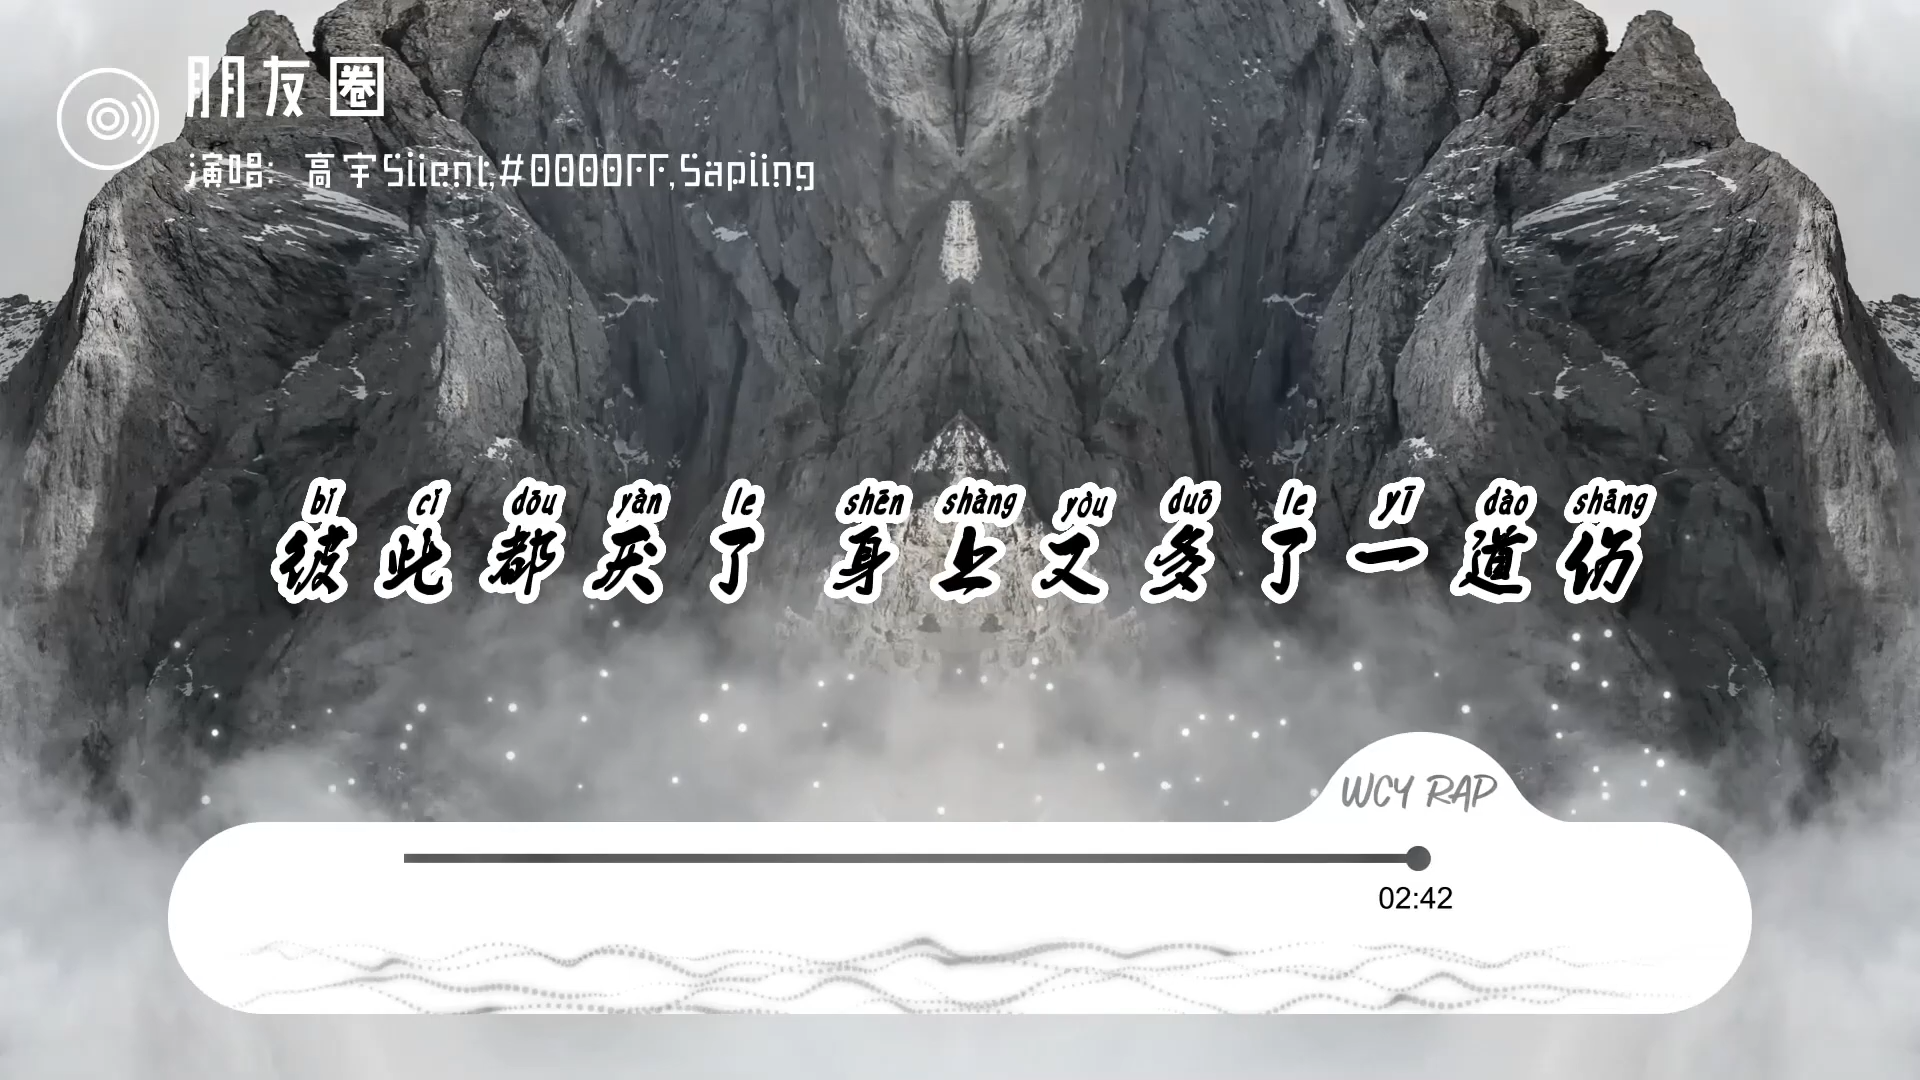 朋友圈
演唱：高宇Silent,#0000FF,Sapling
bǐ cǐ dōu yàn le shēn shàng yòu duō le yī dào shāng
彼此都厌了 身上又多了一道伤
WCY RAP
02:42